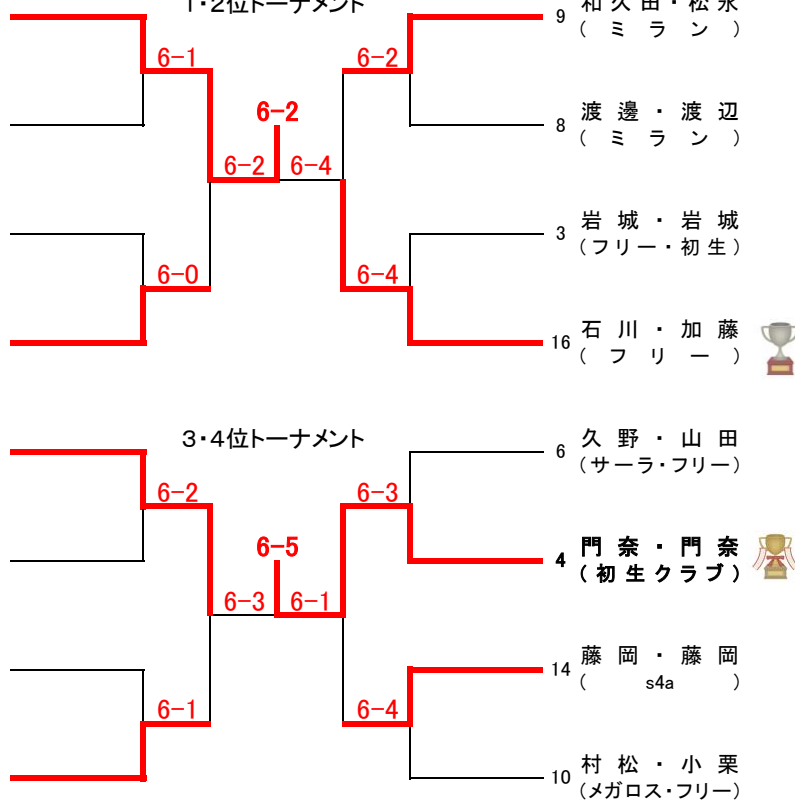 1・2位トーナメント
9 和久田・松永
(ミラン)
6-1
6-2
6-2
8 渡邊・渡辺
(ミラン)
6-2
6-4
3 岩城・岩城
(フリー・初生)
6-0
6-4
16 石川・加藤
(フリー)
3・4位トーナメント
6 久野・山田
(サーラ・フリー)
6-2
6-3
6-5
4 門奈・門奈
(初生クラブ)
6-3
6-1
14 藤岡・藤岡
(s4a)
6-1
6-4
10 村松・小栗
(メガロス・フリー)